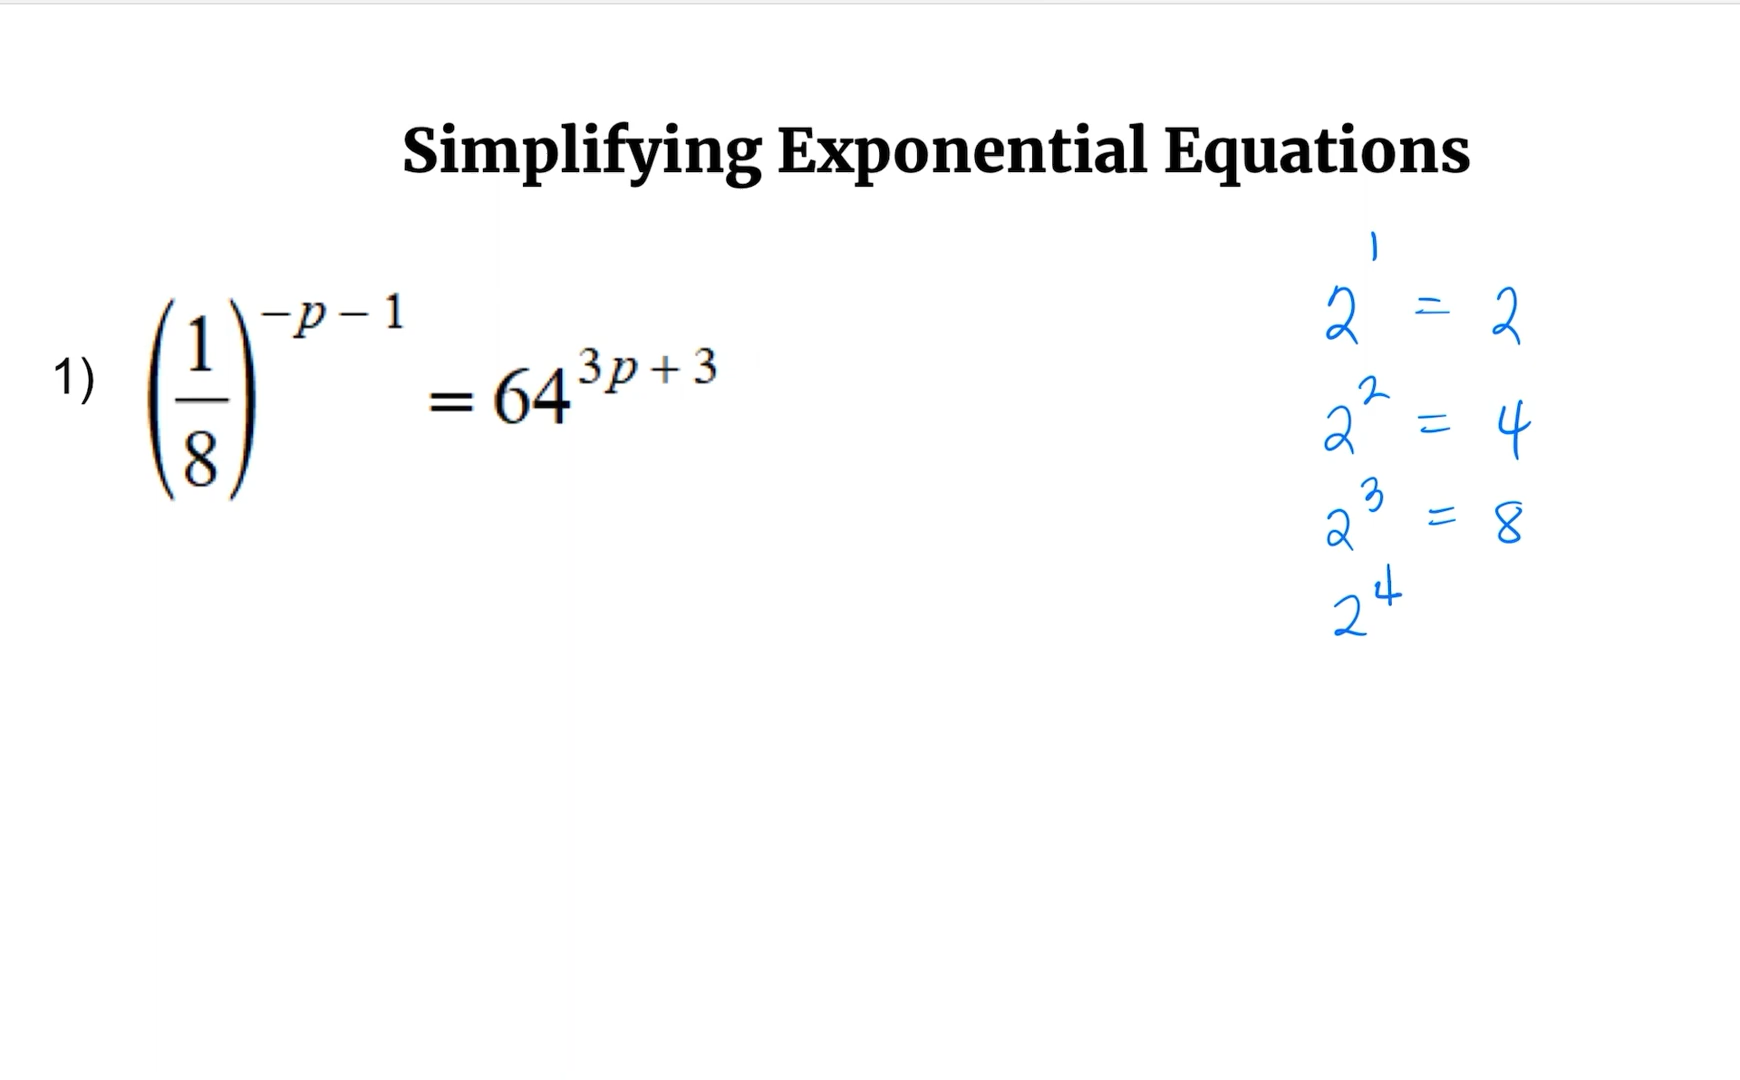 Simplifying Exponential Equations
1) (1/8)^(-p-1) = 64^(3p+3)
2^1 = 2
2^2 = 4
2^3 = 8
2^4